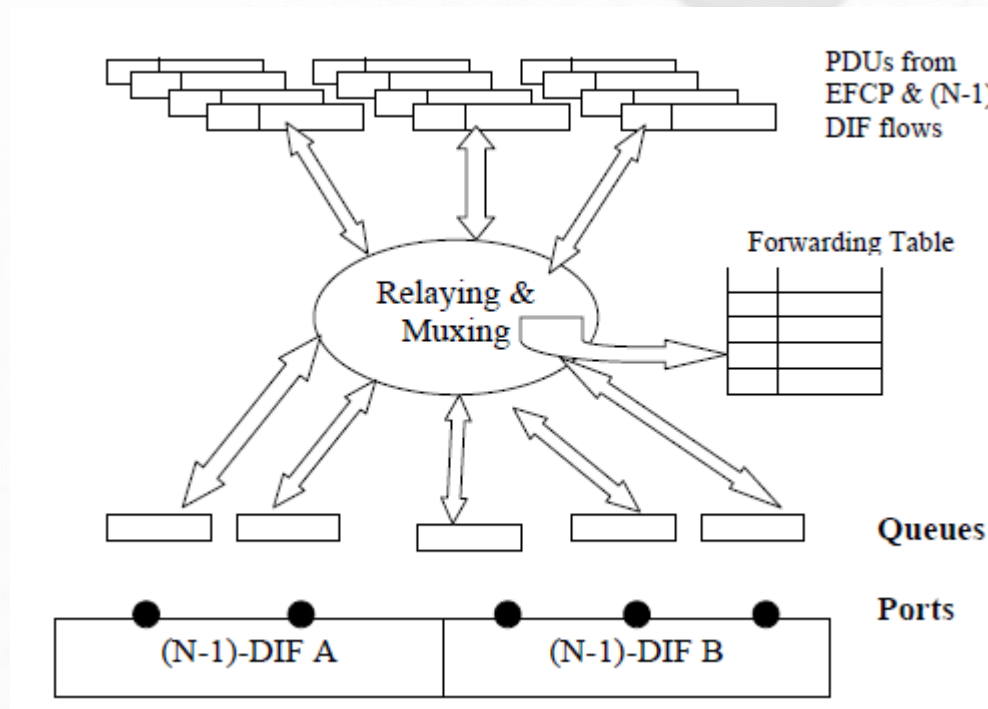 PDUs from
EFCP & (N-1)
DIF flows
Forwarding Table
Relaying &
Muxing
Queues
Ports
(N-1)-DIF A
(N-1)-DIF B